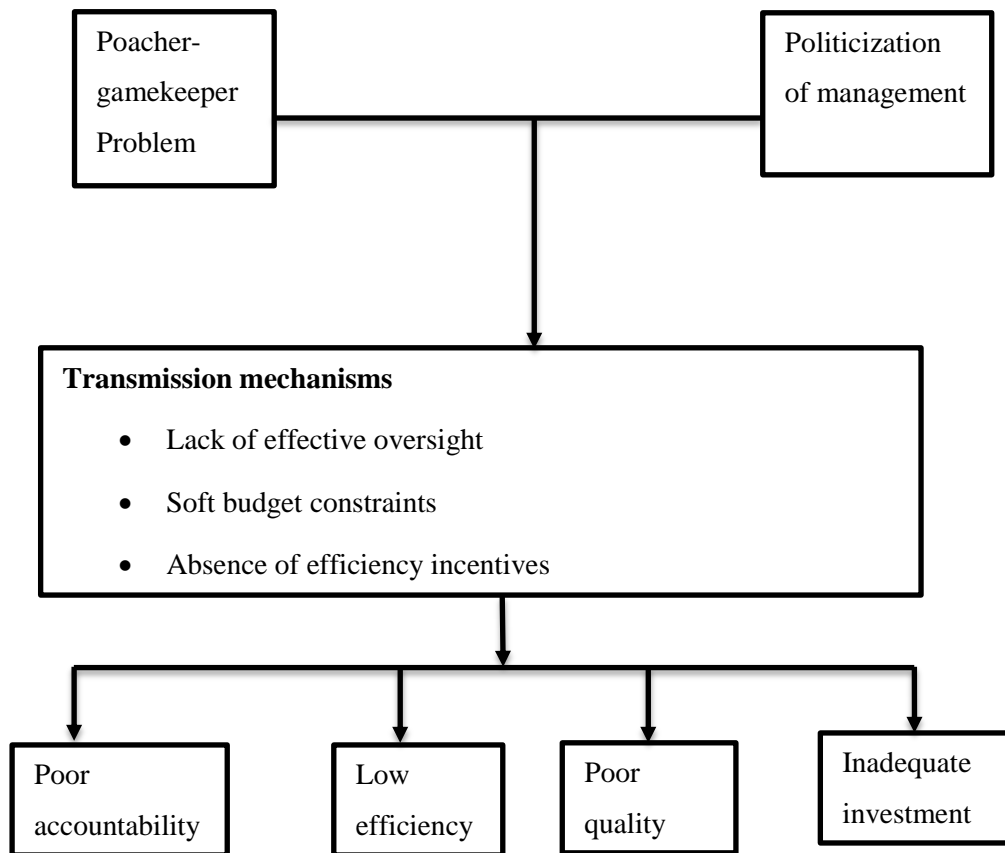 Poacher-
gamekeeper
Problem
Politicization
of management
Transmission mechanisms
• Lack of effective oversight
• Soft budget constraints
• Absence of efficiency incentives
Poor
accountability
Low
efficiency
Poor
quality
Inadequate
investment